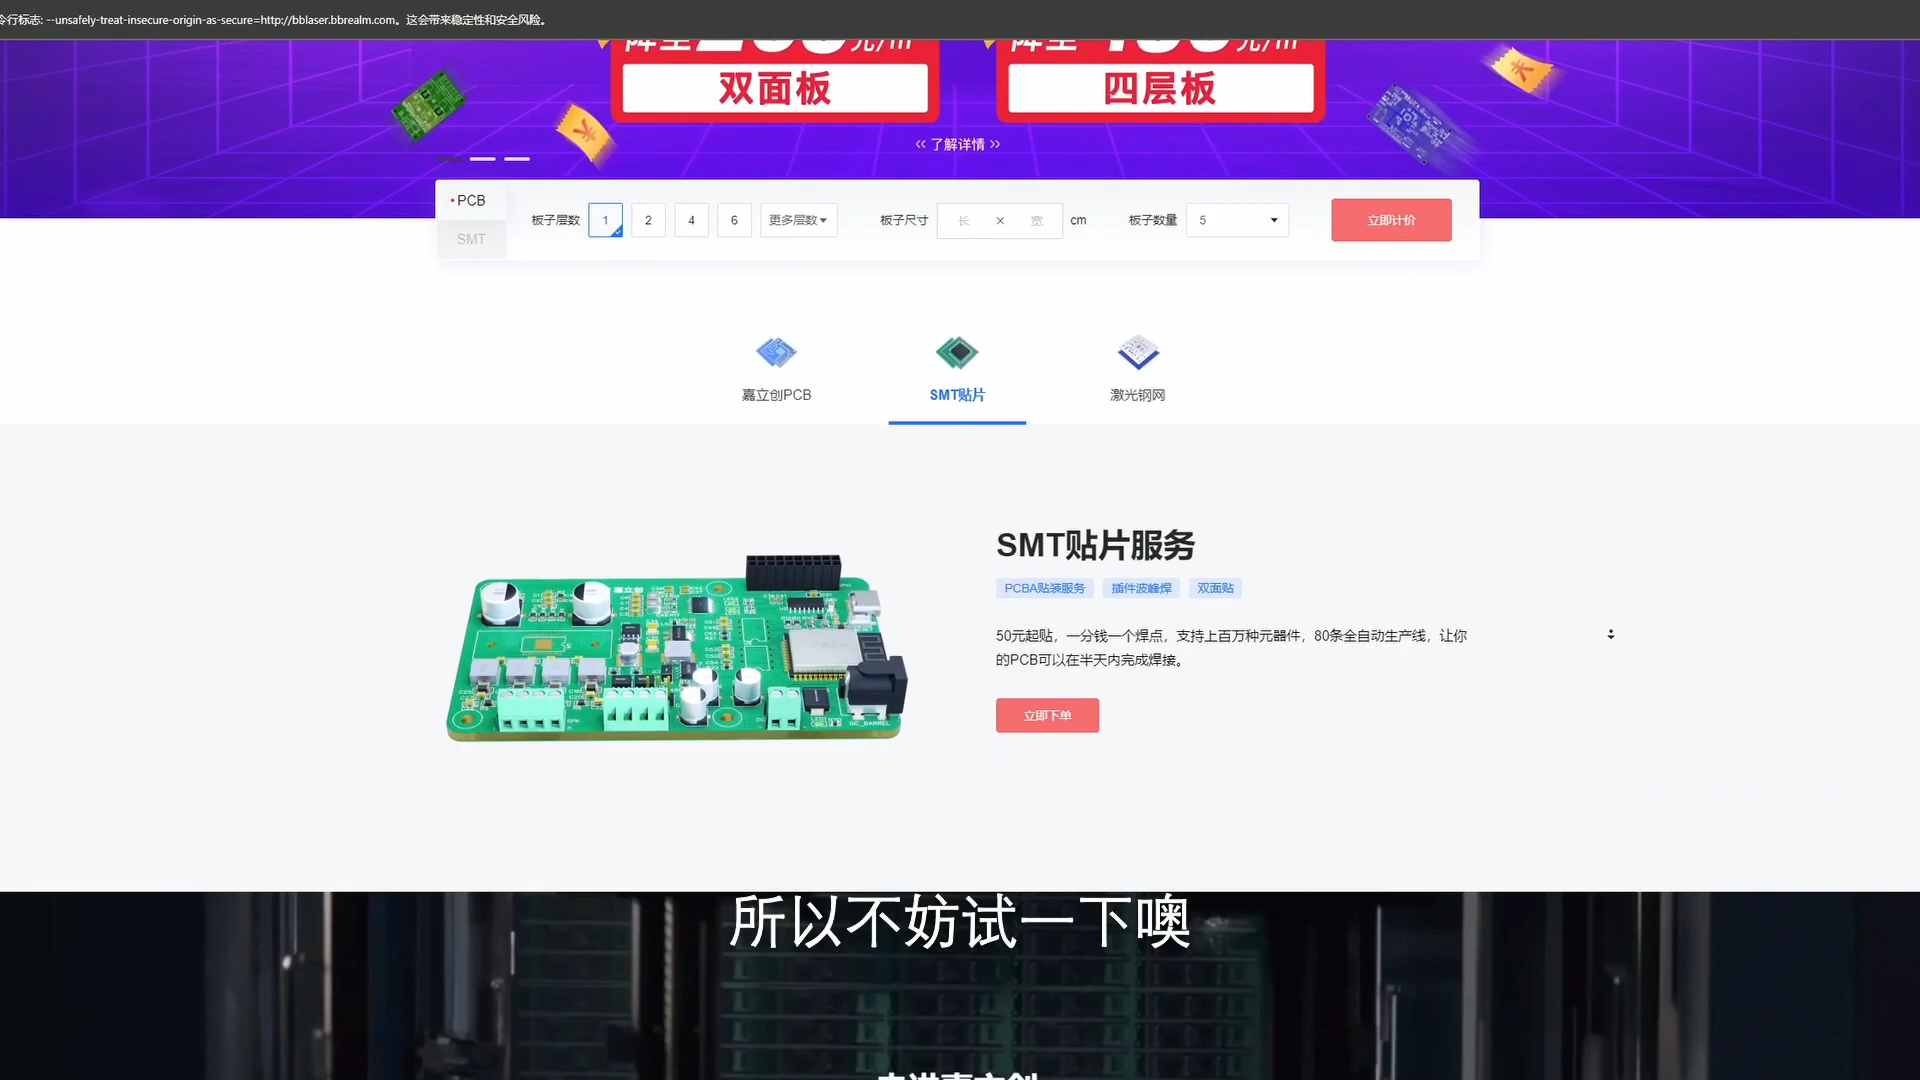 令行标志: --unsafely-treat-insecure-origin-as-secure=http://bblaser.bbrealm.com。这会带来稳定性和安全风险。
双面板
四层板
<< 了解详情 >>
PCB
SMT
板子层数 1 2 4 6 更多层数
板子尺寸 长 × 宽 cm
板子数量 5
立即计价
嘉立创PCB
SMT贴片
激光钢网
SMT贴片服务
PCBA贴装服务 插件波峰焊 双面贴
50元起贴，一分钱一个焊点，支持上百万种元器件，80条全自动生产线，让你
的PCB可以在半天内完成焊接。
立即下单
所以不妨试一下噢